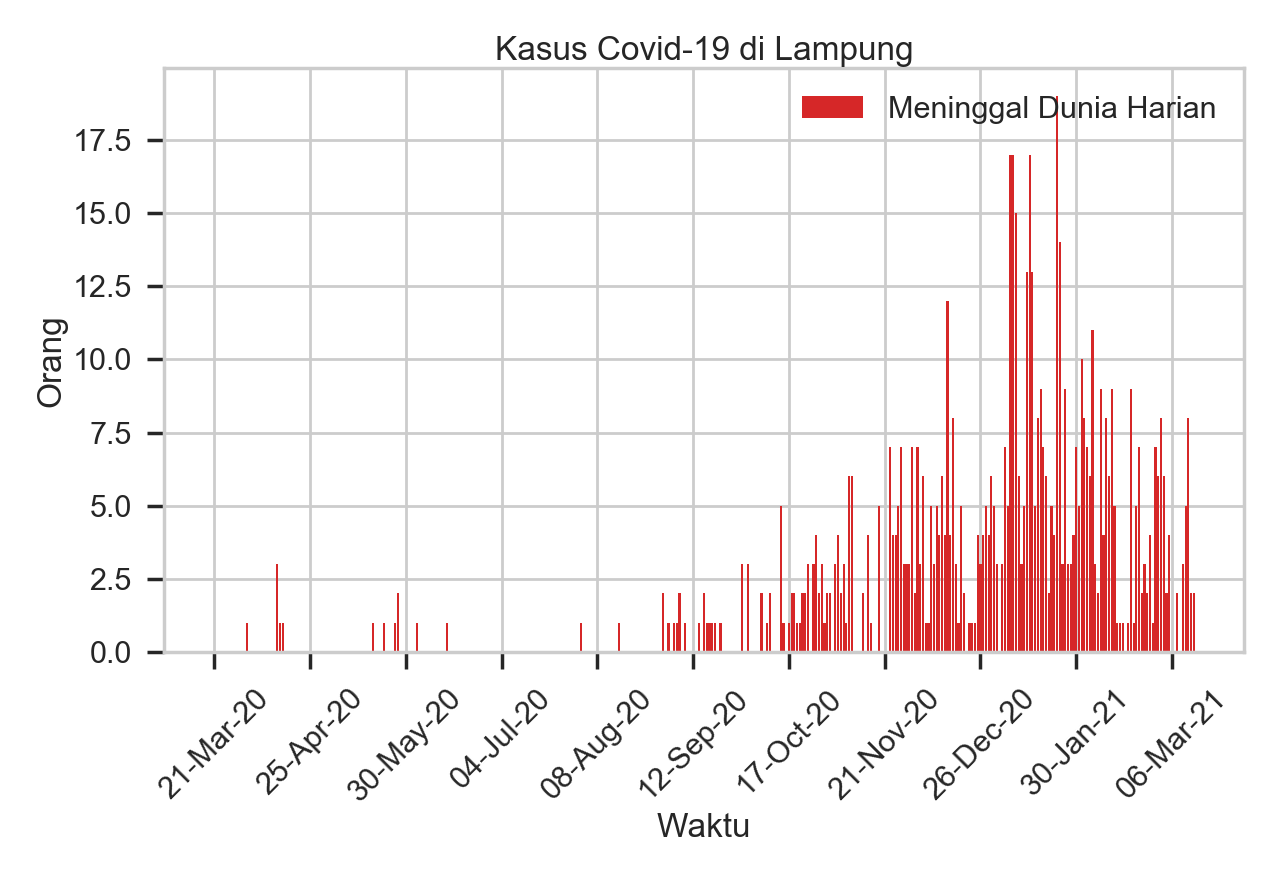 Kasus Covid-19 di Lampung
Meninggal Dunia Harian
17.5
15.0
12.5
10.0
7.5
5.0
2.5
0.0
Orang
21-Mar-20
25-Apr-20
30-May-20
04-Jul-20
08-Aug-20
12-Sep-20
17-Oct-20
21-Nov-20
26-Dec-20
30-Jan-21
06-Mar-21
Waktu